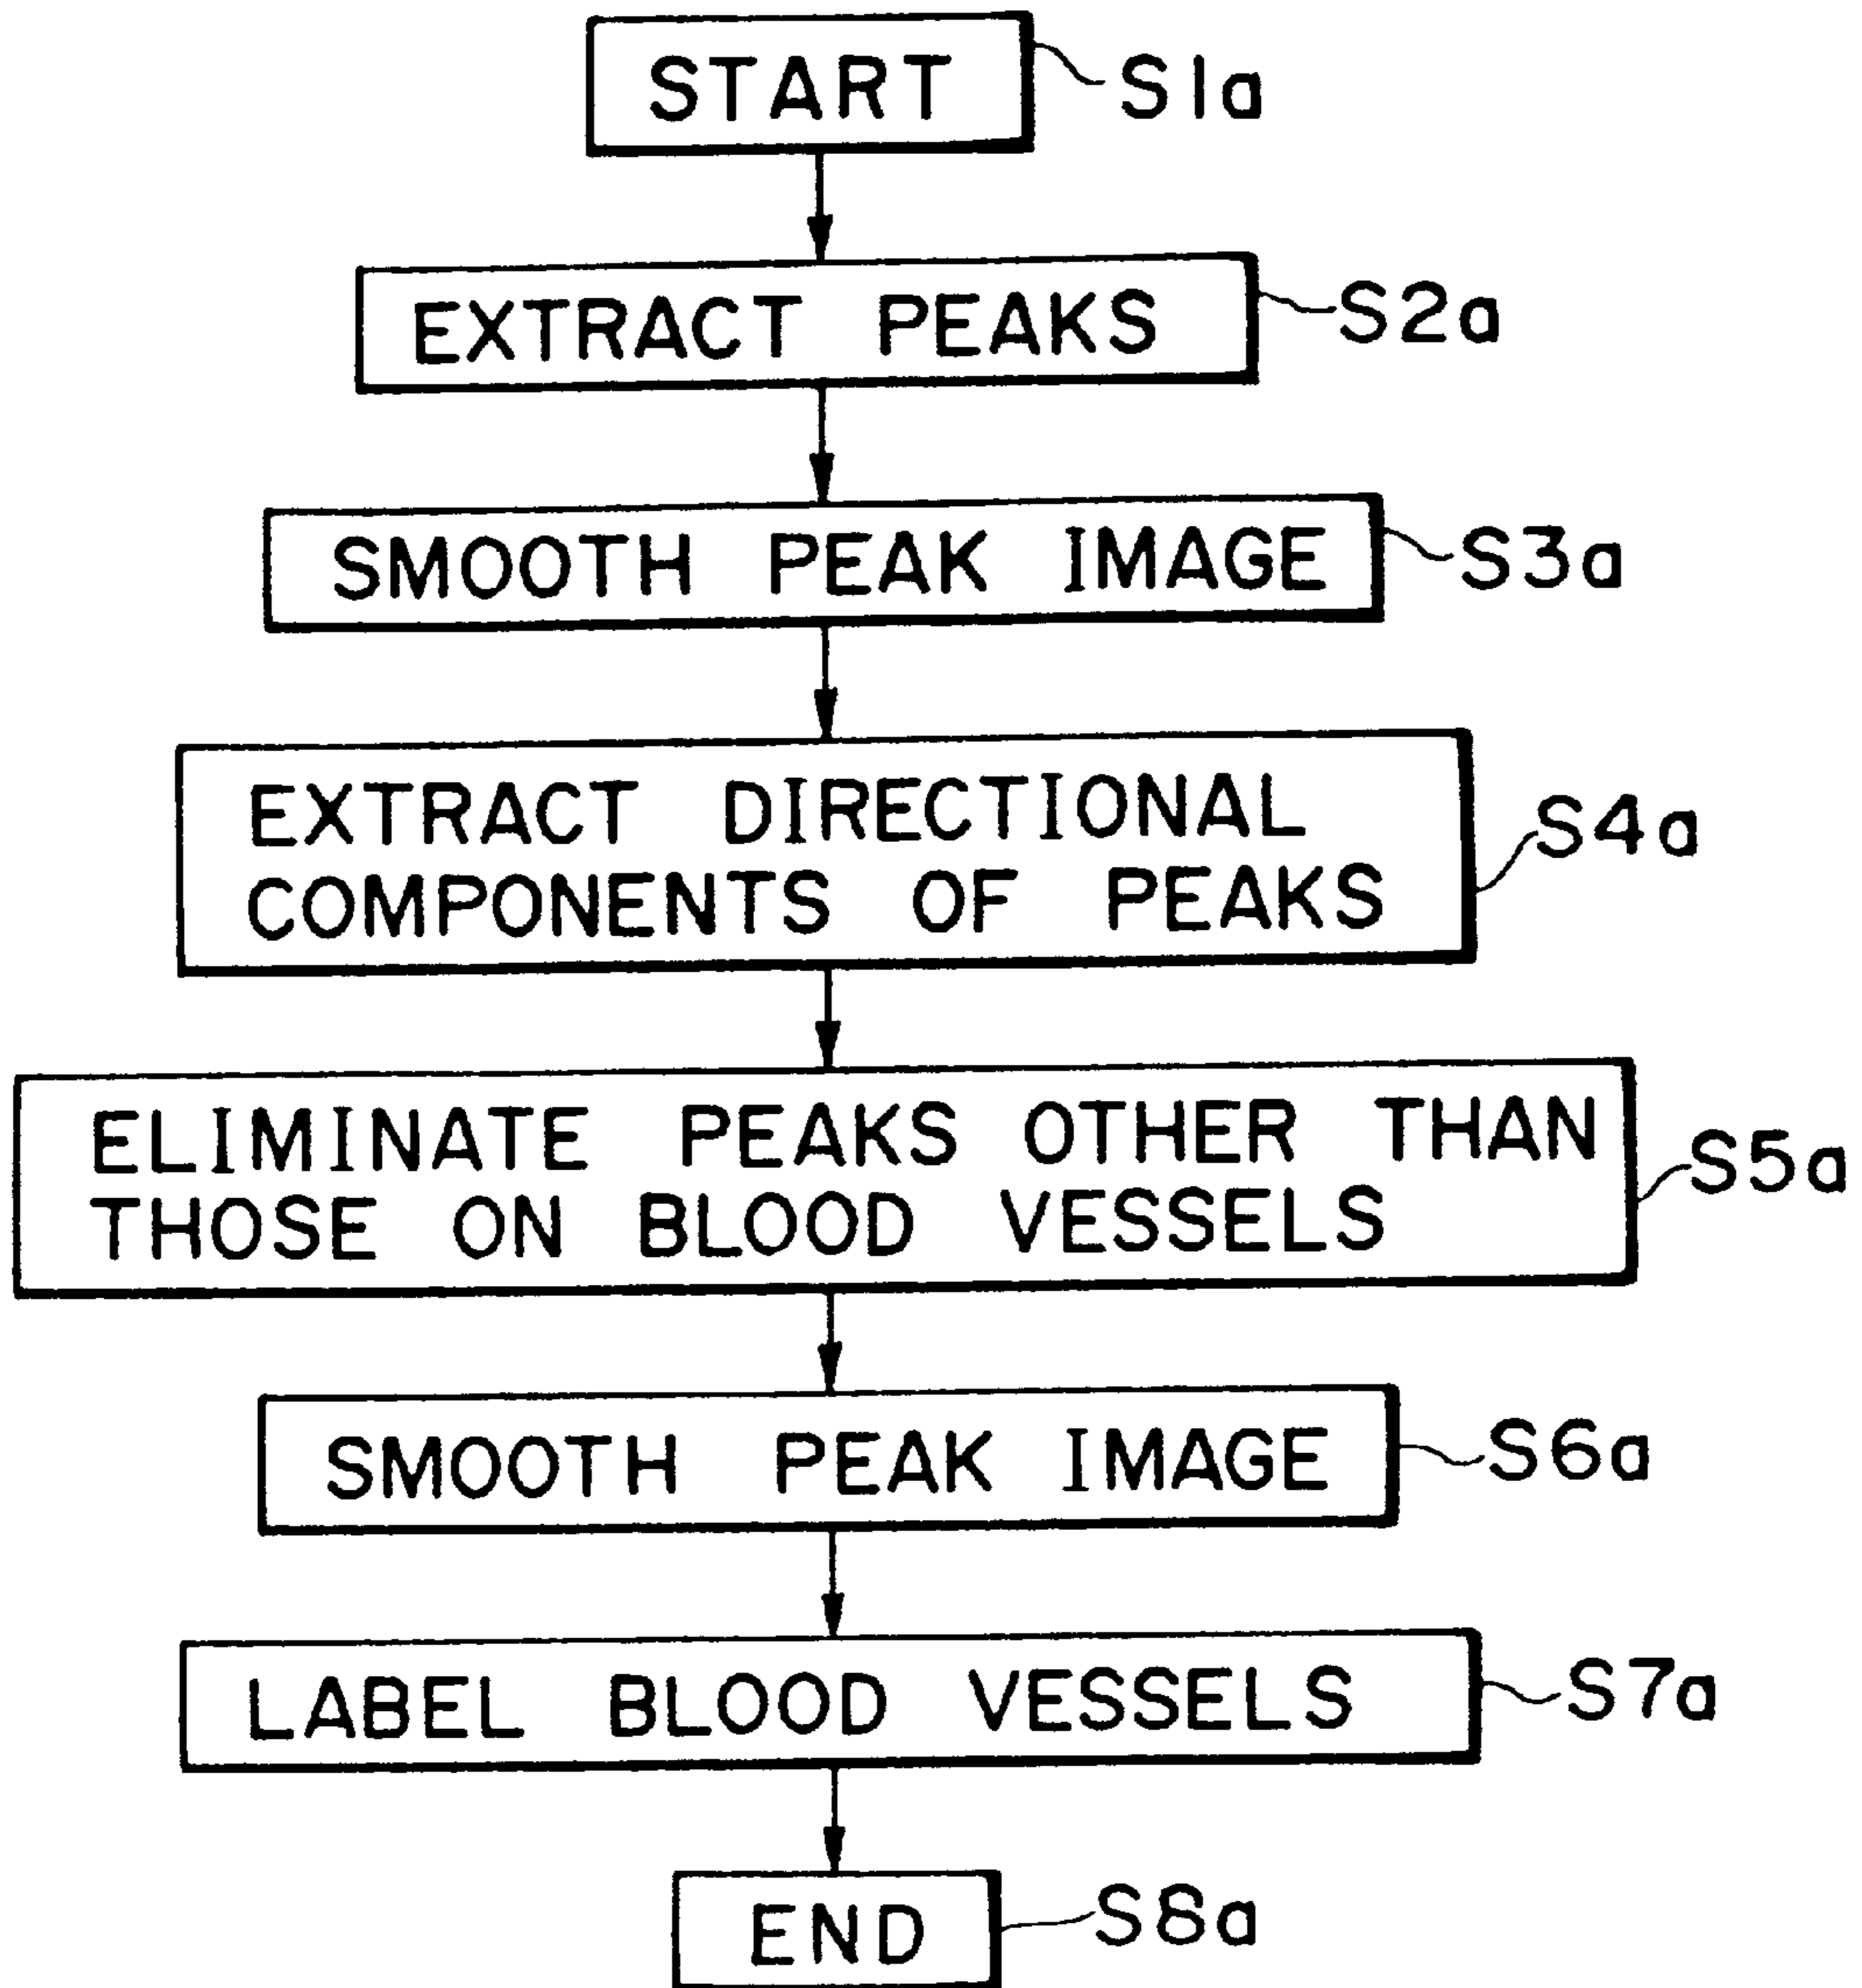 START S1a
EXTRACT PEAKS S2a
SMOOTH PEAK IMAGE S3a
EXTRACT DIRECTIONAL
COMPONENTS OF PEAKS
S4a
ELIMINATE PEAKS OTHER THAN
THOSE ON BLOOD VESSELS
S5a
SMOOTH PEAK IMAGE S6a
LABEL BLOOD VESSELS S7a
END S8a